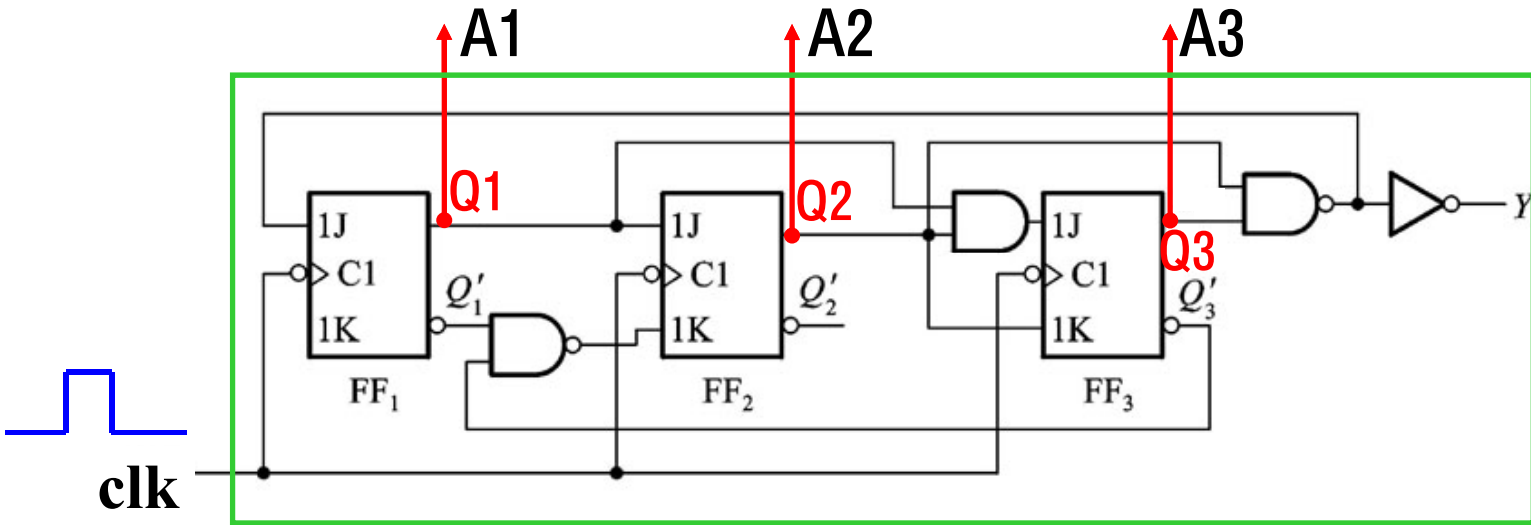 A1
A2
A3
Q1
Q2
Q3
1J
C1
1K
Q′₁
FF₁
1J
C1
1K
Q′₂
FF₂
1J
C1
1K
Q′₃
FF₃
Y
clk